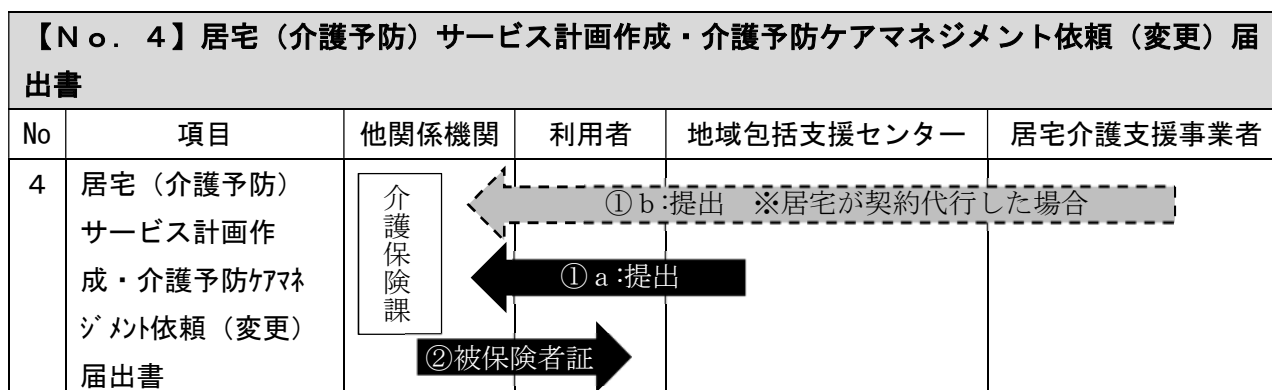 【No．４】居宅（介護予防）サービス計画作成・介護予防ケアマネジメント依頼（変更）届
出書
No 項目 他関係機関 利用者 地域包括支援センター 居宅介護支援事業者
４ 居宅（介護予防）
サービス計画作
成・介護予防ｹｱﾏﾈ
ｼﾞﾒﾝﾄ依頼（変更）
届出書
介護保険課
①ｂ:提出　※居宅が契約代行した場合
①ａ:提出
②被保険者証